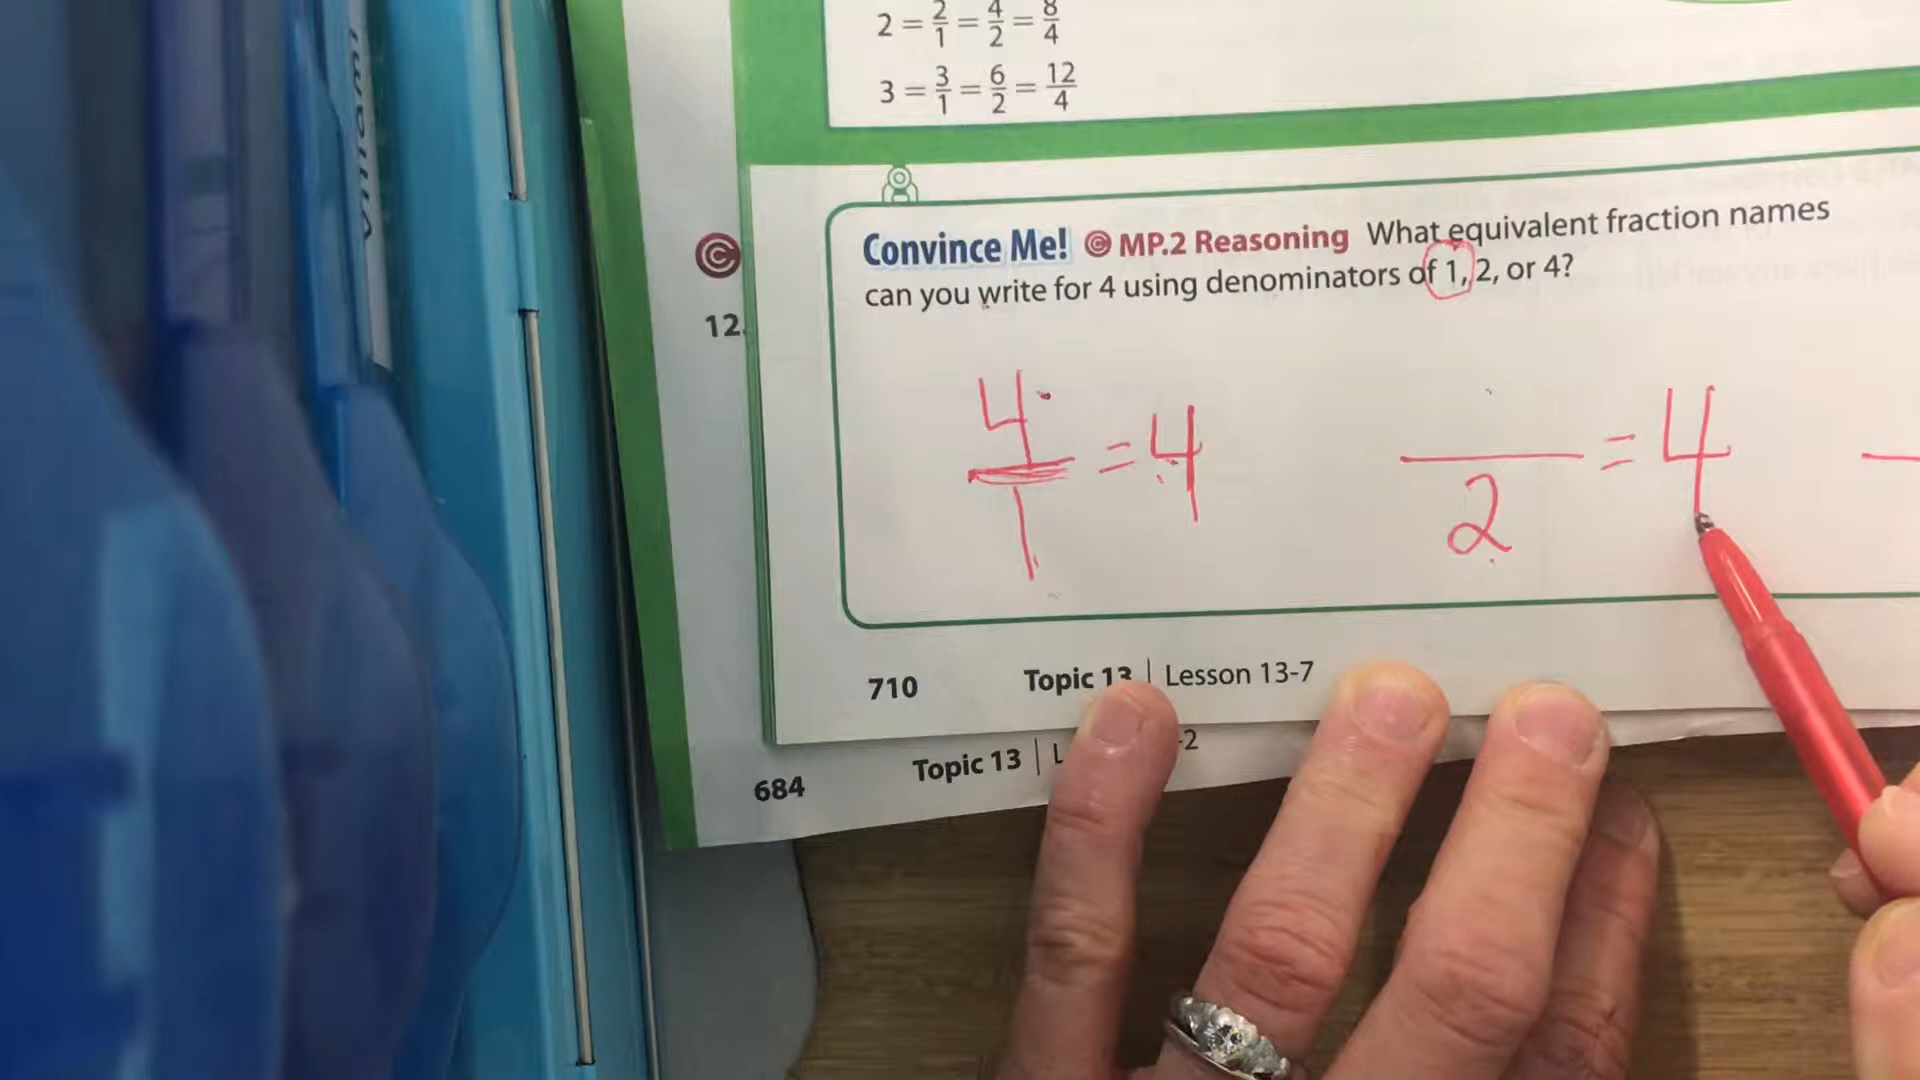 2 = 2/1 = 4/2 = 8/4
3 = 3/1 = 6/2 = 12/4
Convince Me! © MP.2 Reasoning What equivalent fraction names
can you write for 4 using denominators of 1, 2, or 4?
12.
4/1 = 4
/2 = 4
710 Topic 13 | Lesson 13-7
684 Topic 13 | L -2